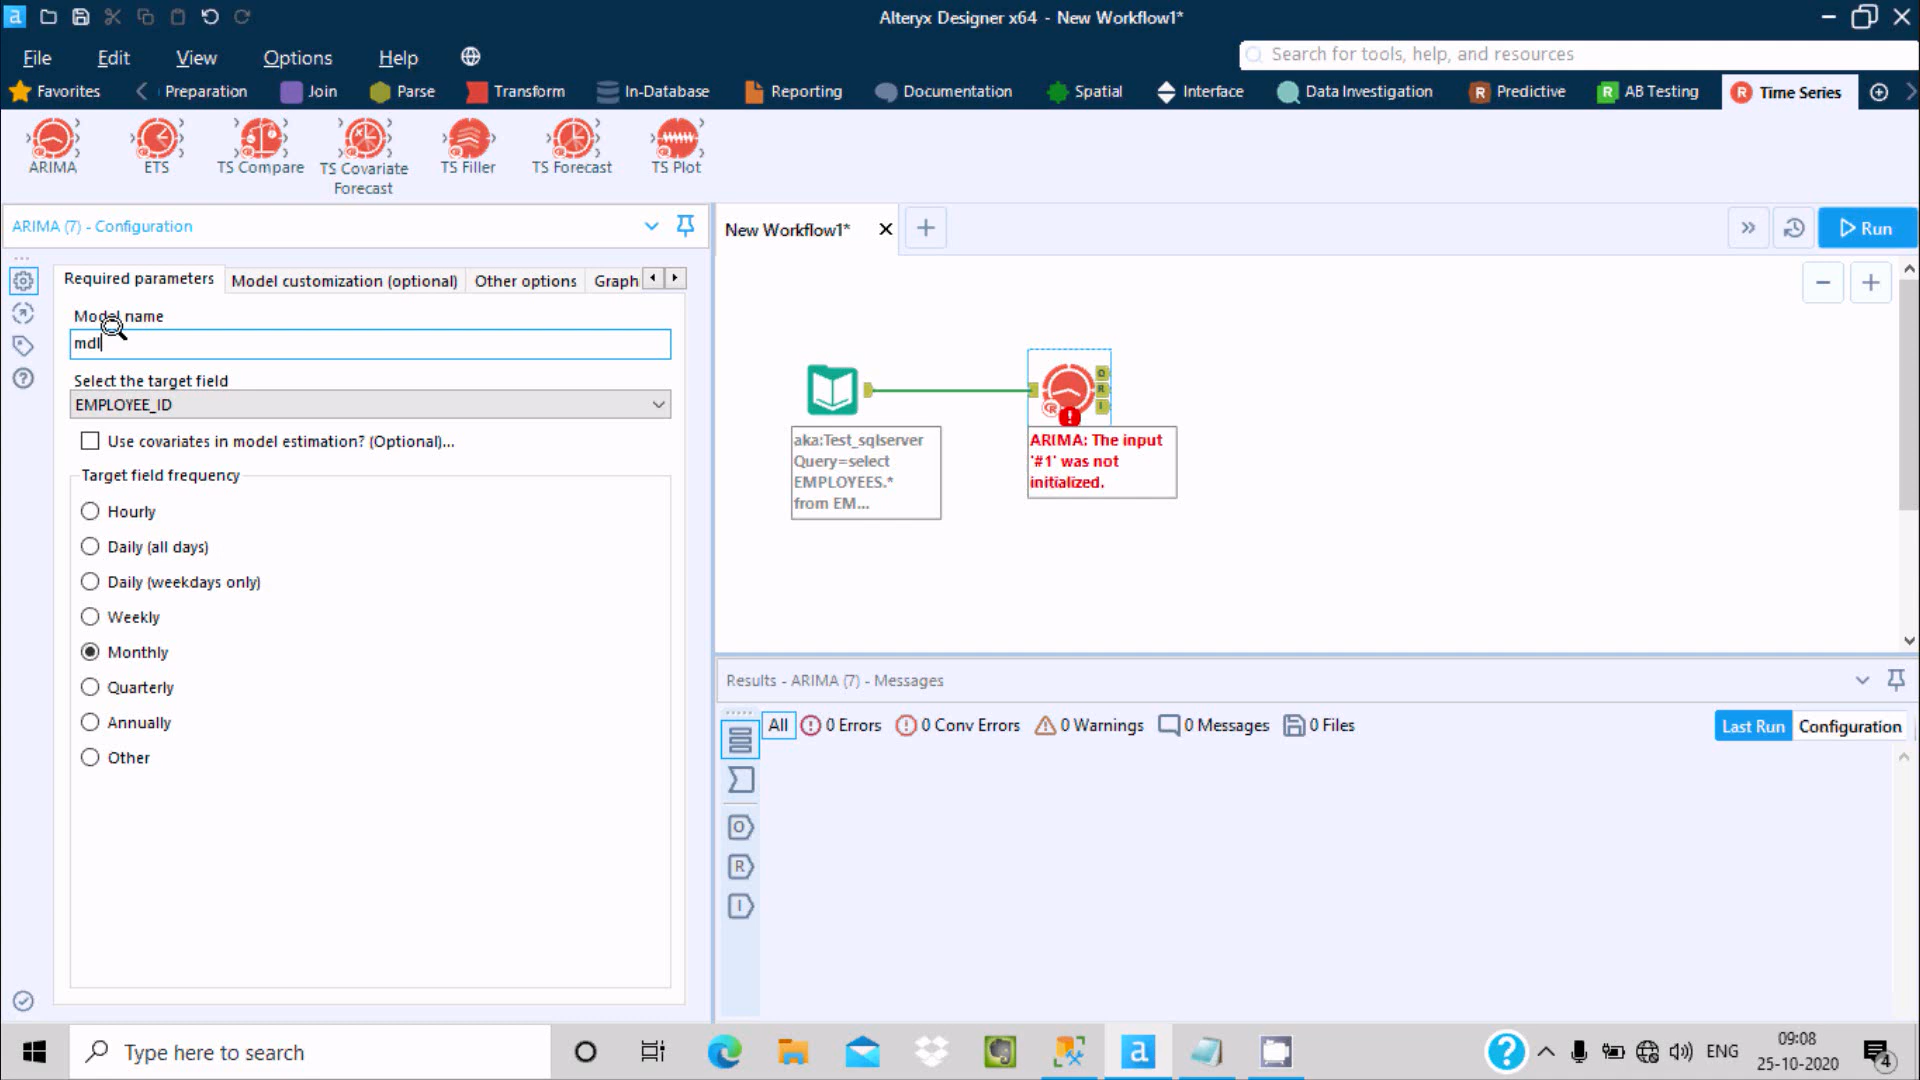 Alteryx Designer x64 - New Workflow1*
File Edit View Options Help
Search for tools, help, and resources
Favorites Preparation Join Parse Transform In-Database Reporting Documentation Spatial Interface Data Investigation Predictive AB Testing Time Series
ARIMA ETS TS Compare TS Covariate Forecast TS Filler TS Forecast TS Plot
ARIMA (7) - Configuration
New Workflow1*
Run
Required parameters Model customization (optional) Other options Graph
Model name
mdl
Select the target field
EMPLOYEE_ID
Use covariates in model estimation? (Optional)...
Target field frequency
Hourly
Daily (all days)
Daily (weekdays only)
Weekly
Monthly
Quarterly
Annually
Other
O
R
I
aka:Test_sqlserver
Query=select
EMPLOYEES.*
from EM...
ARIMA: The input
'#1' was not
initialized.
Results - ARIMA (7) - Messages
All 0 Errors 0 Conv Errors 0 Warnings 0 Messages 0 Files
Last Run Configuration
O
R
I
Type here to search
ENG
09:08
25-10-2020
4